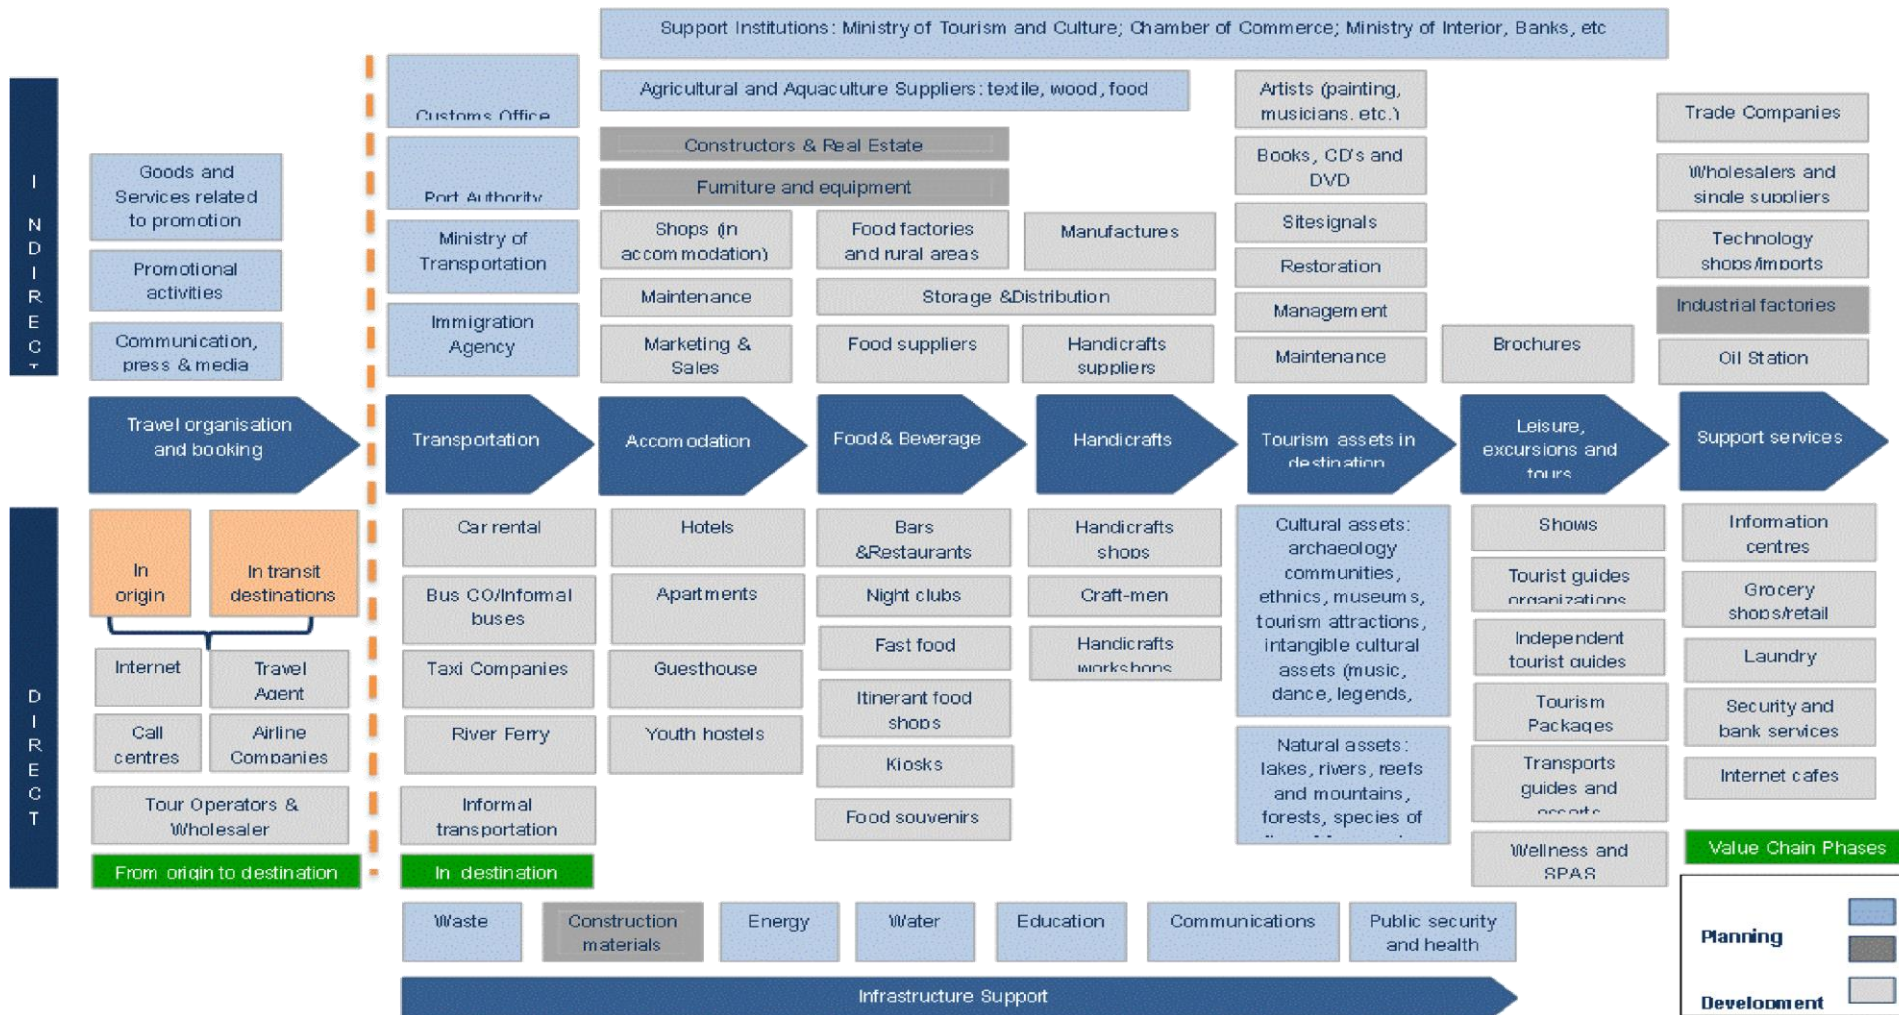 Support Institutions: Ministry of Tourism and Culture; Chamber of Commerce; Ministry of Interior, Banks, etc
INDIRECT
Goods and
Services related
to promotion
Promotional
activities
Communication,
press & media
Customs Office
Port Authority
Ministry of
Transportation
Immigration
Agency
Agricultural and Aquaculture Suppliers: textile, wood, food
Constructors & Real Estate
Furniture and equipment
Shops (in
accommodation)
Maintenance
Marketing &
Sales
Food factories
and rural areas
Manufactures
Storage &Distribution
Food suppliers
Handicrafts
suppliers
Artists (painting,
musicians, etc.)
Books, CD's and
DVD
Sitesignals
Restoration
Management
Maintenance
Brochures
Trade Companies
Wholesalers and
single suppliers
Technology
shops/imports
Industrial factories
Oil Station
Travel organisation
and booking
Transportation
Accomodation
Food & Beverage
Handicrafts
Tourism assets in
destination
Leisure,
excursions and
tours
Support services
DIRECT
In
origin
In transit
destinations
Internet
Travel
Agent
Call
centres
Airline
Companies
Tour Operators &
Wholesaler
From origin to destination
Car rental
Bus CO/Informal
buses
Taxi Companies
River Ferry
Informal
transportation
In destination
Hotels
Apartments
Guesthouse
Youth hostels
Bars
&Restaurants
Night clubs
Fast food
Itinerant food
shops
Kiosks
Food souvenirs
Handicrafts
shops
Craft-men
Handicrafts
workshops
Cultural assets:
archaeology
communities,
ethnics, museums,
tourism attractions,
intangible cultural
assets (music,
dance, legends,
Natural assets:
lakes, rivers, reefs
and mountains,
forests, species of
Shows
Tourist guides
organizations
Independent
tourist guides
Tourism
Packages
Transports
guides and
escorts
Wellness and
SPAS
Information
centres
Grocery
shops/retail
Laundry
Security and
bank services
Internet cafes
Value Chain Phases
Planning
Development
Waste
Construction
materials
Energy
Water
Education
Communications
Public security
and health
Infrastructure Support